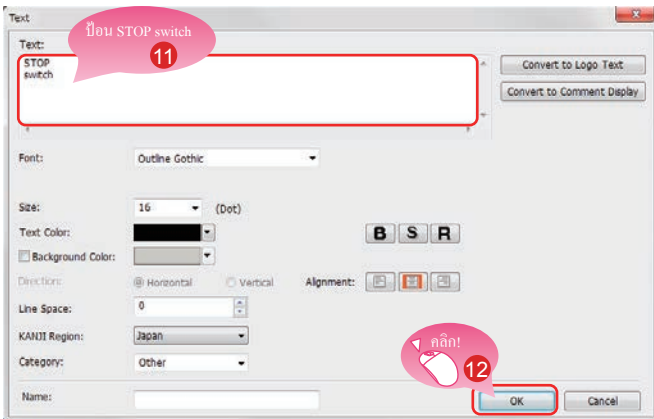 Text
ป้อน STOP switch
11
Text:
STOP
switch
Convert to Logo Text
Convert to Comment Display
Font: Outline Gothic
Size: 16 (Dot)
Text Color: B S R
Background Color:
Direction: Horizontal Vertical Alignment:
Line Space: 0
KANJI Region: Japan
Category: Other
คลิก!
12
Name:
OK Cancel